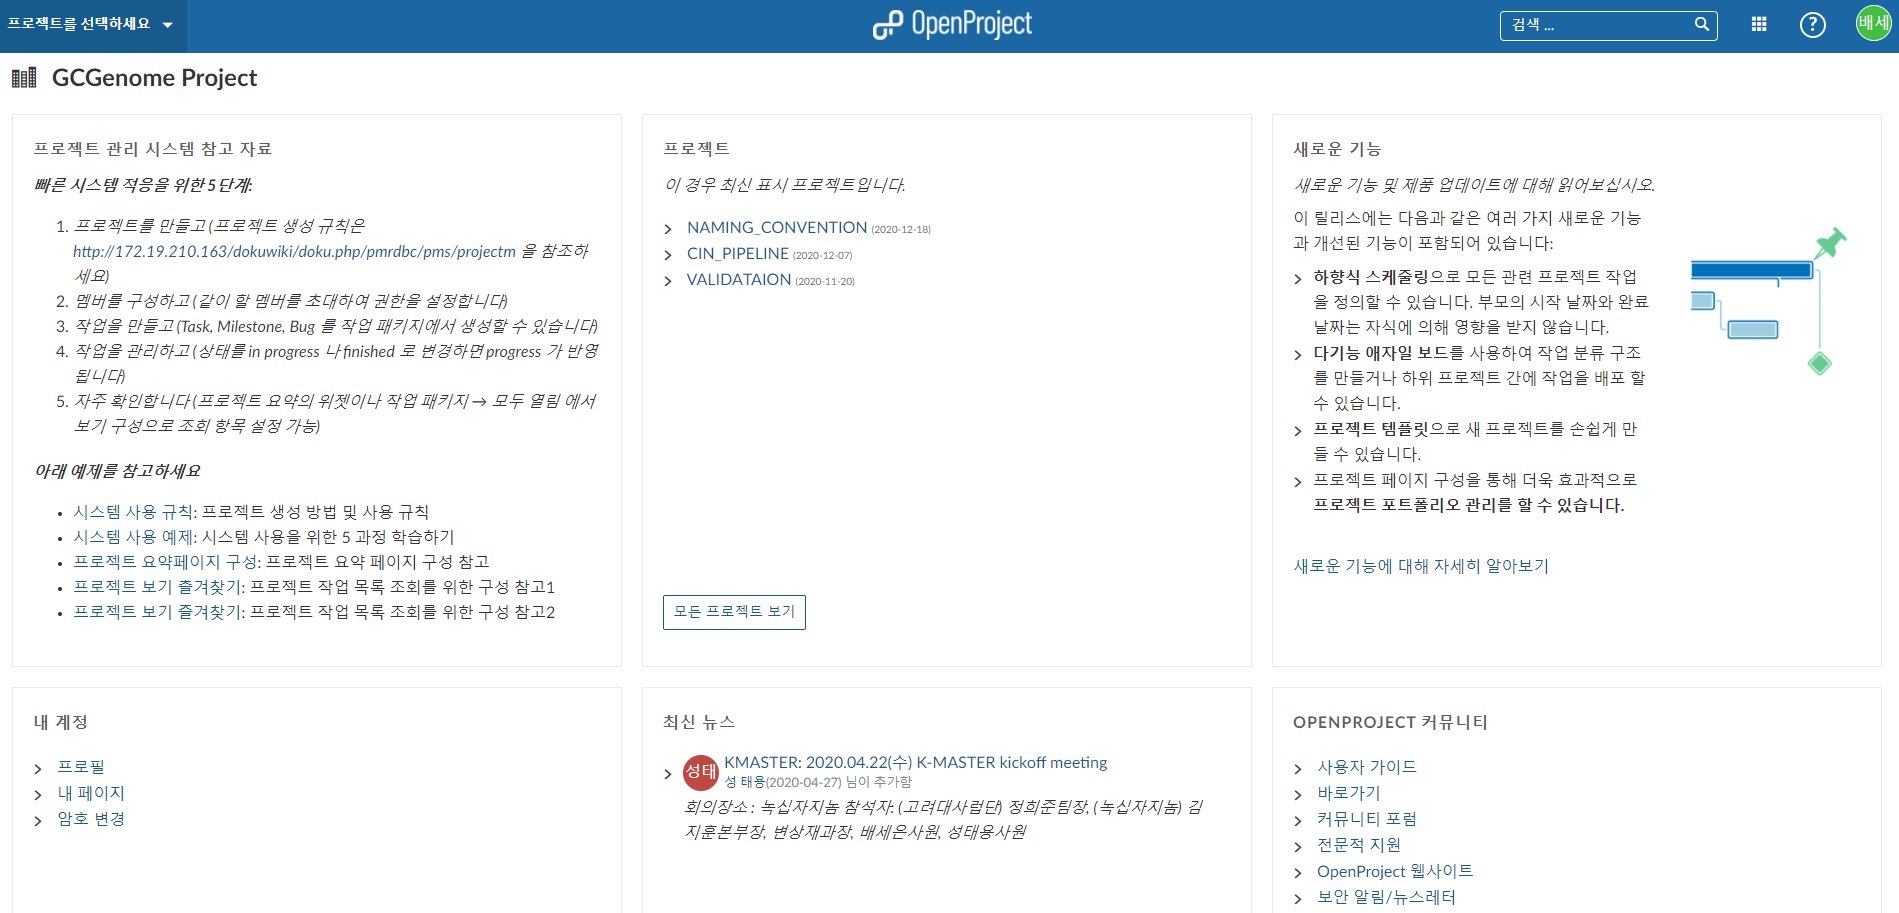 프로젝트를 선택하세요
OpenProject
검색 ...
?
배세
GCGenome Project
프로젝트 관리 시스템 참고 자료
빠른 시스템 적응을 위한 5 단계:
1. 프로젝트를 만들고 (프로젝트 생성 규칙은
http://172.19.210.163/dokuwiki/doku.php/pmrdbc/pms/projectm 을 참조하
세요)
2. 멤버를 구성하고 (같이 할 멤버를 초대하여 권한을 설정합니다)
3. 작업을 만들고 (Task, Milestone, Bug 를 작업 패키지에서 생성할 수 있습니다)
4. 작업을 관리하고 (상태를 in progress 나 finished 로 변경하면 progress 가 반영
됩니다)
5. 자주 확인합니다 (프로젝트 요약의 위젯이나 작업 패키지 → 모두 열림 에서
보기 구성으로 조회 항목 설정 가능)
아래 예제를 참고하세요
• 시스템 사용 규칙: 프로젝트 생성 방법 및 사용 규칙
• 시스템 사용 예제: 시스템 사용을 위한 5 과정 학습하기
• 프로젝트 요약페이지 구성: 프로젝트 요약 페이지 구성 참고
• 프로젝트 보기 즐겨찾기: 프로젝트 작업 목록 조회를 위한 구성 참고1
• 프로젝트 보기 즐겨찾기: 프로젝트 작업 목록 조회를 위한 구성 참고2
프로젝트
이 경우 최신 표시 프로젝트입니다.
NAMING_CONVENTION (2020-12-18)
CIN_PIPELINE (2020-12-07)
VALIDATAION (2020-11-20)
모든 프로젝트 보기
새로운 기능
새로운 기능 및 제품 업데이트에 대해 읽어보십시오.
이 릴리스에는 다음과 같은 여러 가지 새로운 기능
과 개선된 기능이 포함되어 있습니다:
하향식 스케줄링으로 모든 관련 프로젝트 작업
을 정의할 수 있습니다. 부모의 시작 날짜와 완료
날짜는 자식에 의해 영향을 받지 않습니다.
다기능 애자일 보드를 사용하여 작업 분류 구조
를 만들거나 하위 프로젝트 간에 작업을 배포 할
수 있습니다.
프로젝트 템플릿으로 새 프로젝트를 손쉽게 만
들 수 있습니다.
프로젝트 페이지 구성을 통해 더욱 효과적으로
프로젝트 포트폴리오 관리를 할 수 있습니다.
새로운 기능에 대해 자세히 알아보기
내 계정
프로필
내 페이지
암호 변경
최신 뉴스
성태
KMASTER: 2020.04.22(수) K-MASTER kickoff meeting
성 태용(2020-04-27) 님이 추가함
회의장소 : 녹십자지놈 참석자: (고려대사럽단) 정희준팀장, (녹십자지놈) 김
지훈본부장, 변상재과장, 배세은사원, 성태용사원
OPENPROJECT 커뮤니티
사용자 가이드
바로가기
커뮤니티 포럼
전문적 지원
OpenProject 웹사이트
보안 알림/뉴스레터